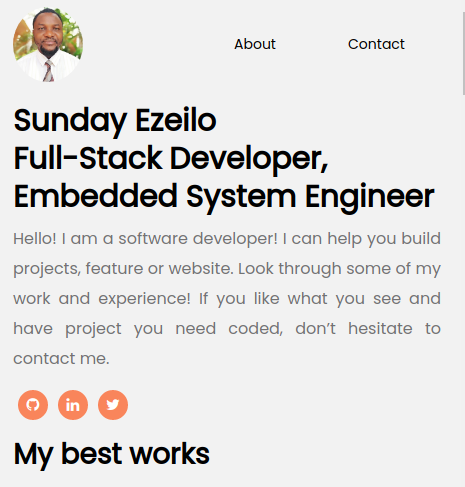 About Contact
Sunday Ezeilo
Full-Stack Developer,
Embedded System Engineer
Hello! I am a software developer! I can help you build
projects, feature or website. Look through some of my
work and experience! If you like what you see and
have project you need coded, don’t hesitate to
contact me.
in
My best works